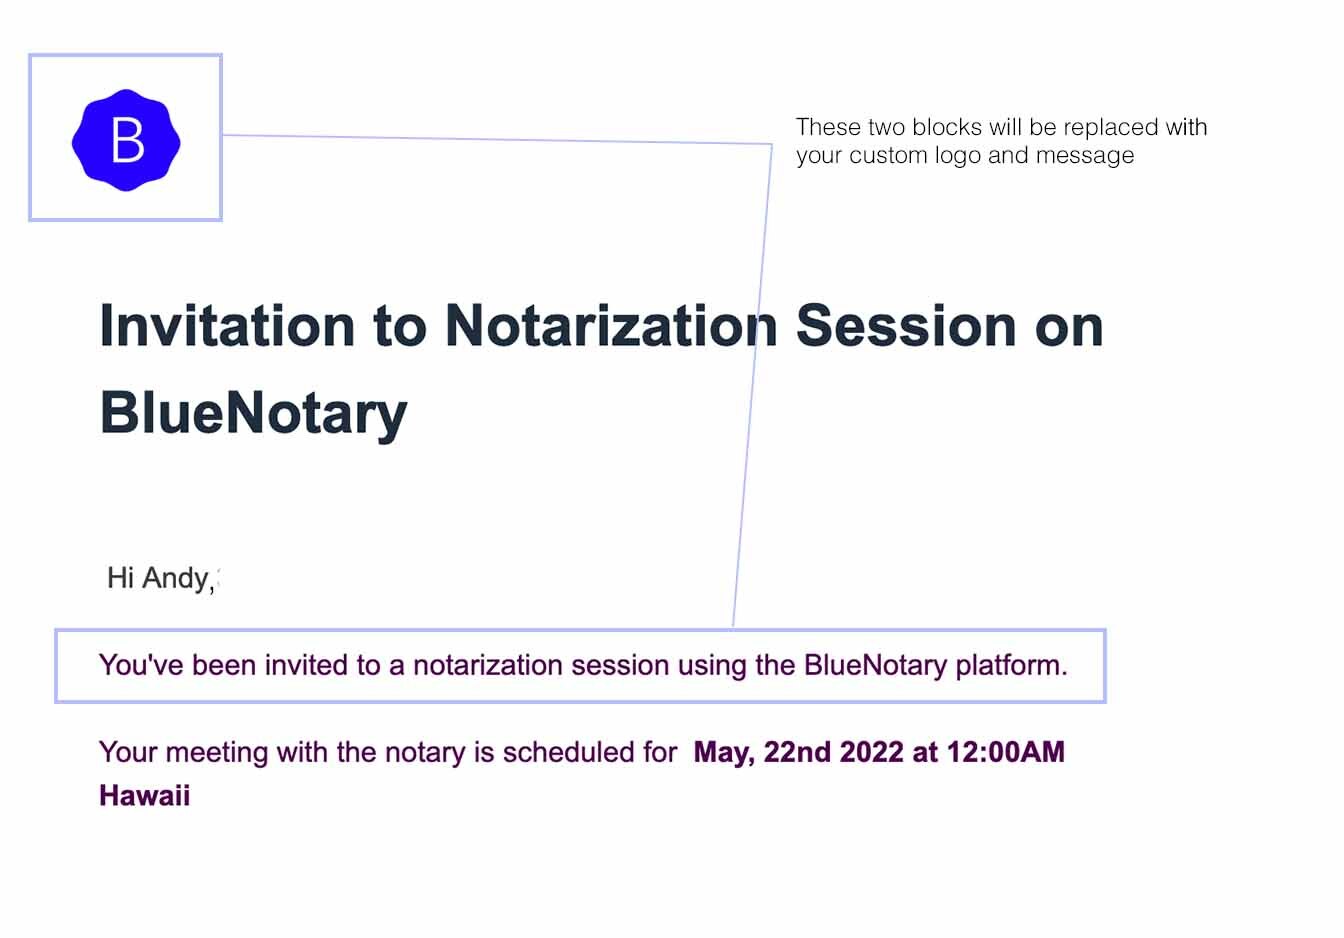 B
These two blocks will be replaced with
your custom logo and message
Invitation to Notarization Session on
BlueNotary
Hi Andy,
You've been invited to a notarization session using the BlueNotary platform.
Your meeting with the notary is scheduled for May, 22nd 2022 at 12:00AM
Hawaii